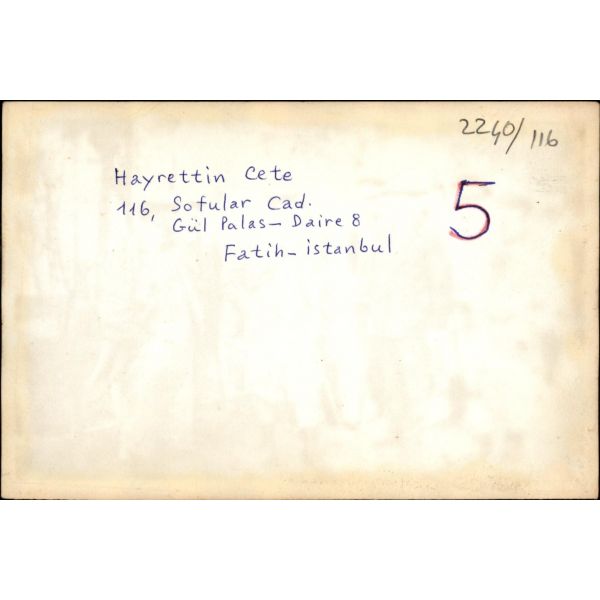 2240/116
Hayrettin Cete
5
116, Sofular Cad.
Gül Palas - Daire 8
Fatih - istanbul